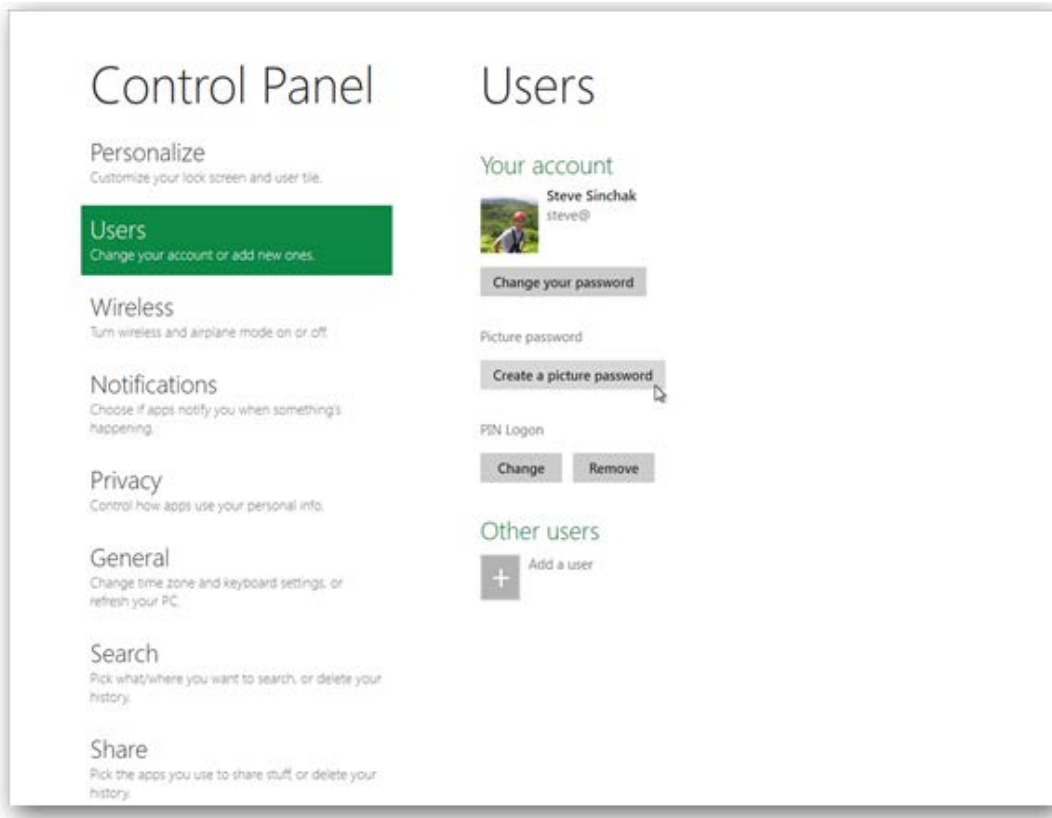 Control Panel
Personalize
Customize your lock screen and user tile.
Users
Change your account or add new ones.
Wireless
Turn wireless and airplane mode on or off.
Notifications
Choose if apps notify you when something's
happening.
Privacy
Control how apps use your personal info.
General
Change time zone and keyboard settings, or
refresh your PC.
Search
Pick what/where you want to search, or delete your
history.
Share
Pick the apps you use to share stuff, or delete your
history.
Users
Your account
Steve Sinchak
steve@
Change your password
Picture password
Create a picture password
PIN Logon
Change Remove
Other users
Add a user